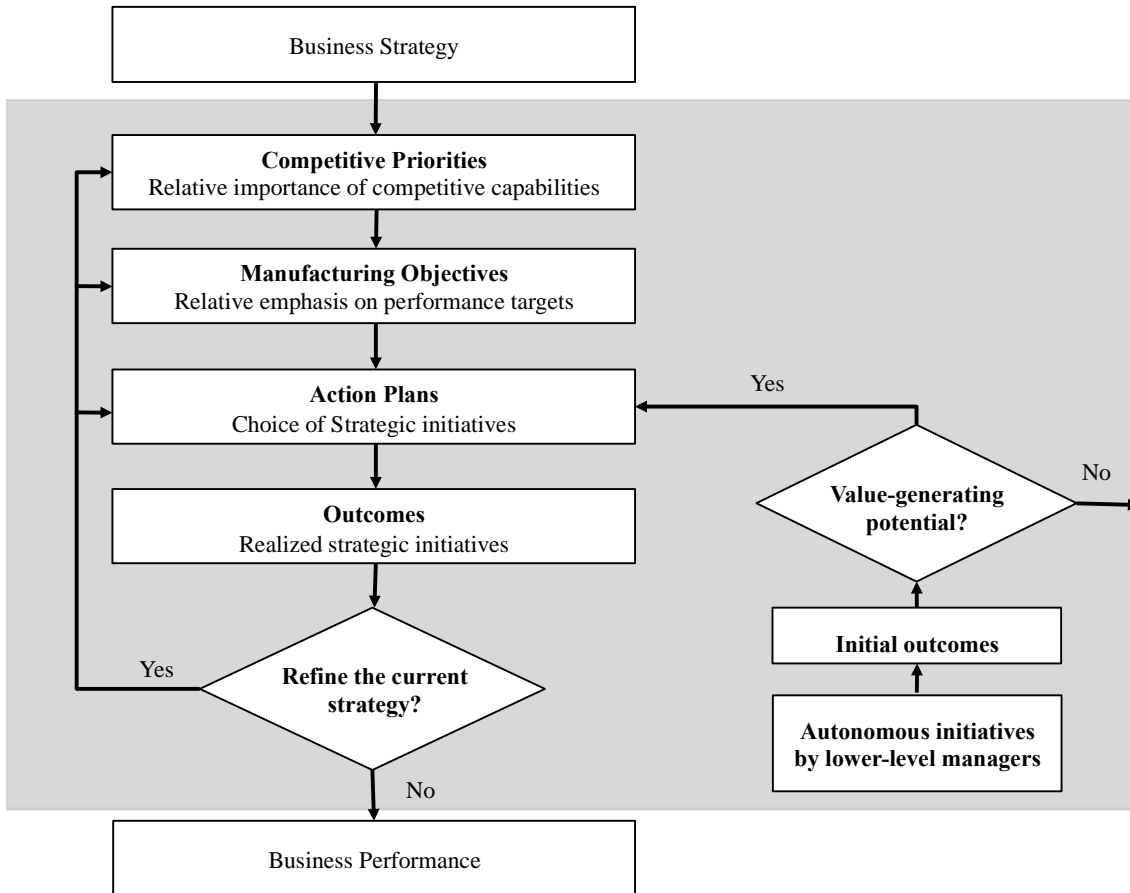 Business Strategy
Competitive Priorities
Relative importance of competitive capabilities
Manufacturing Objectives
Relative emphasis on performance targets
Action Plans
Choice of Strategic initiatives
Outcomes
Realized strategic initiatives
Yes
Refine the current
strategy?
No
Business Performance
Yes
No
Value-generating
potential?
Initial outcomes
Autonomous initiatives
by lower-level managers